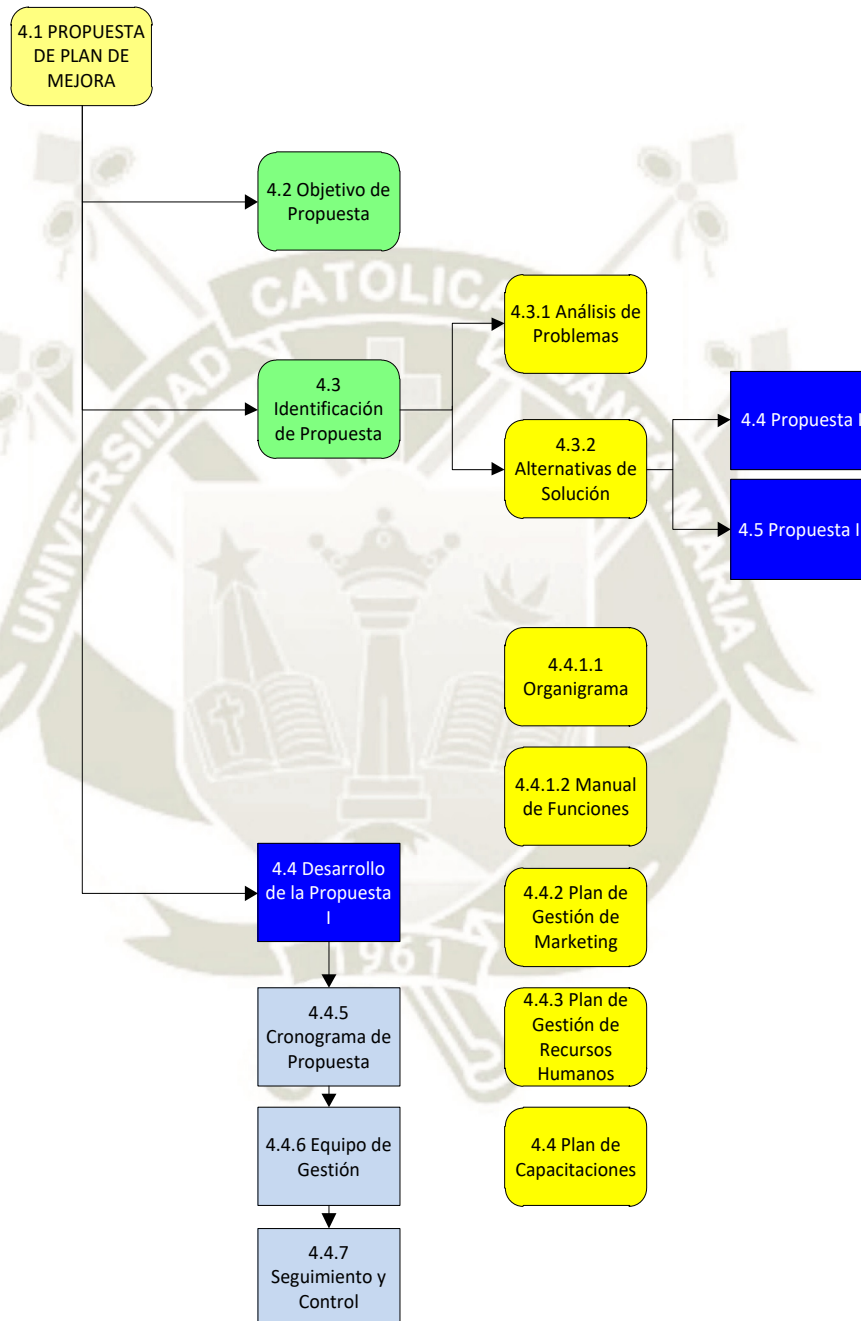 4.1 PROPUESTA
DE PLAN DE
MEJORA
4.2 Objetivo de
Propuesta
4.3
Identificación
de Propuesta
4.3.1 Análisis de
Problemas
4.3.2
Alternativas de
Solución
4.4 Propuesta I
4.5 Propuesta I
4.4.1.1
Organigrama
4.4.1.2 Manual
de Funciones
4.4 Desarrollo
de la Propuesta
I
4.4.2 Plan de
Gestión de
Marketing
4.4.5
Cronograma de
Propuesta
4.4.3 Plan de
Gestión de
Recursos
Humanos
4.4.6 Equipo de
Gestión
4.4 Plan de
Capacitaciones
4.4.7
Seguimiento y
Control
UNIVERSIDAD CATOLICA SANTA MARIA
1961